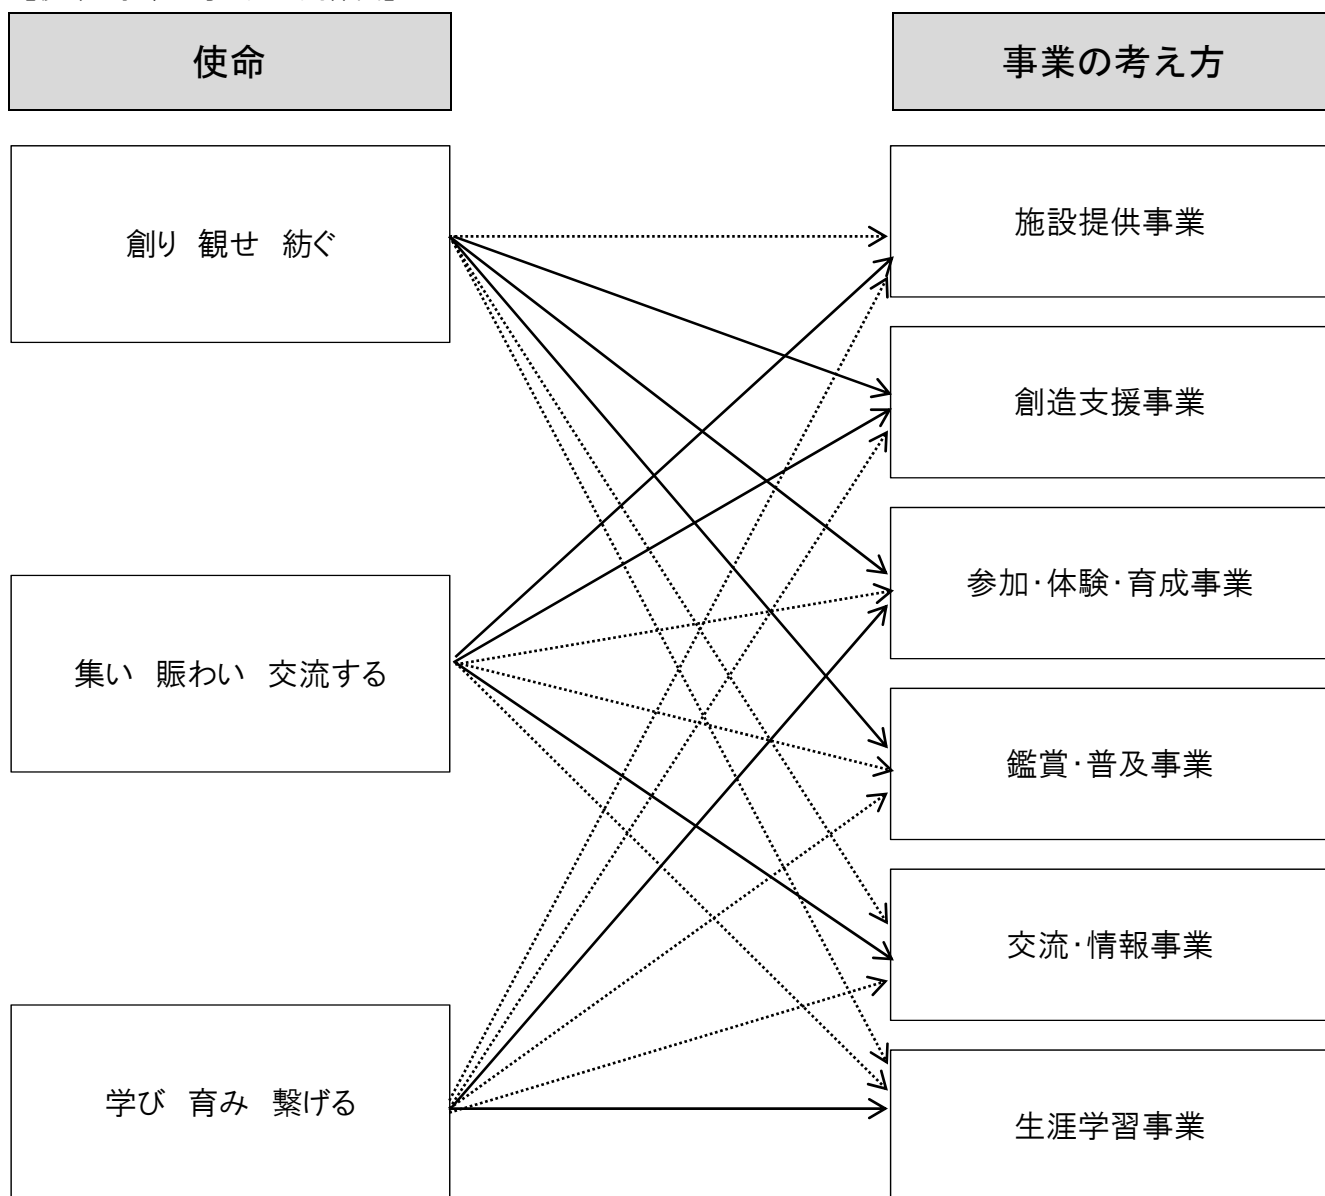 使命
事業の考え方
創り 観せ 紡ぐ
集い 賑わい 交流する
学び 育み 繋げる
施設提供事業
創造支援事業
参加・体験・育成事業
鑑賞・普及事業
交流・情報事業
生涯学習事業